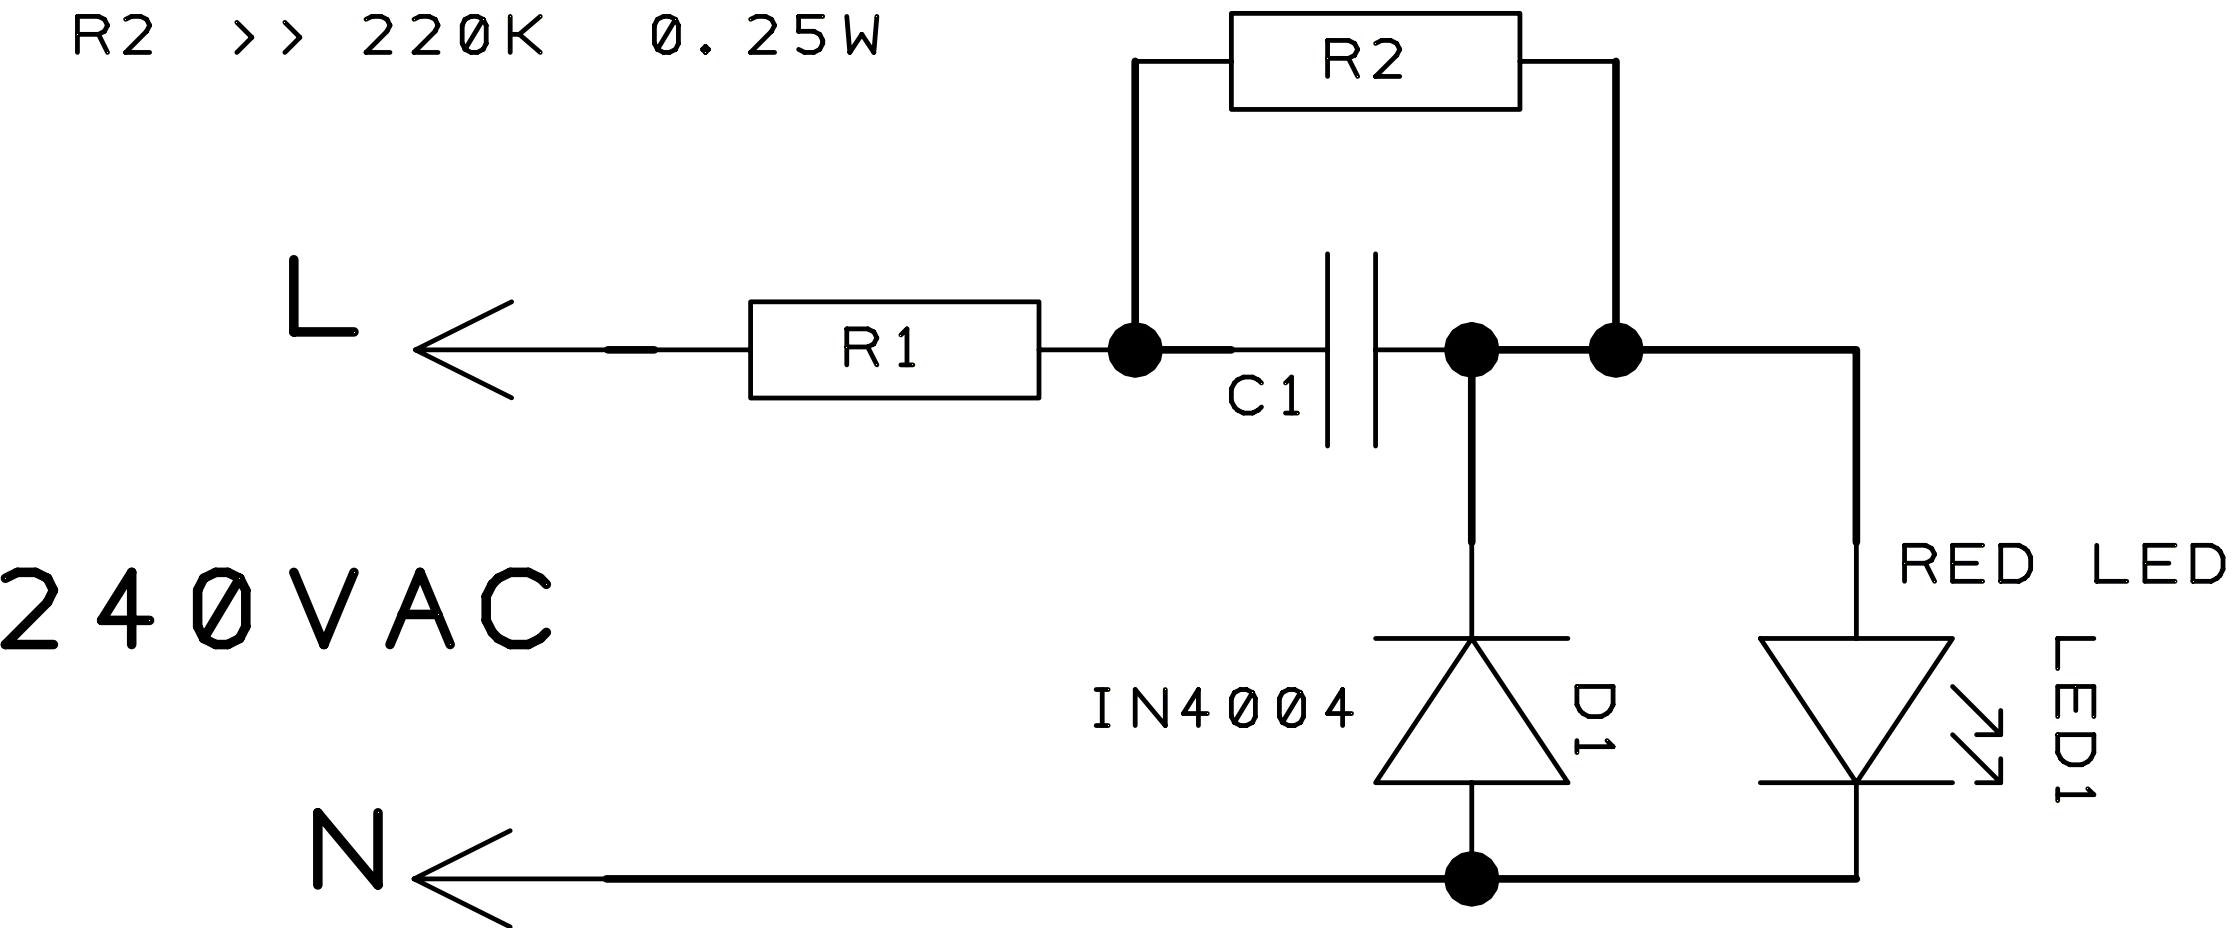 R2 >> 220K 0.25W
R2
L
R1
C1
RED LED
240VAC
IN4004
D1
LED1
N